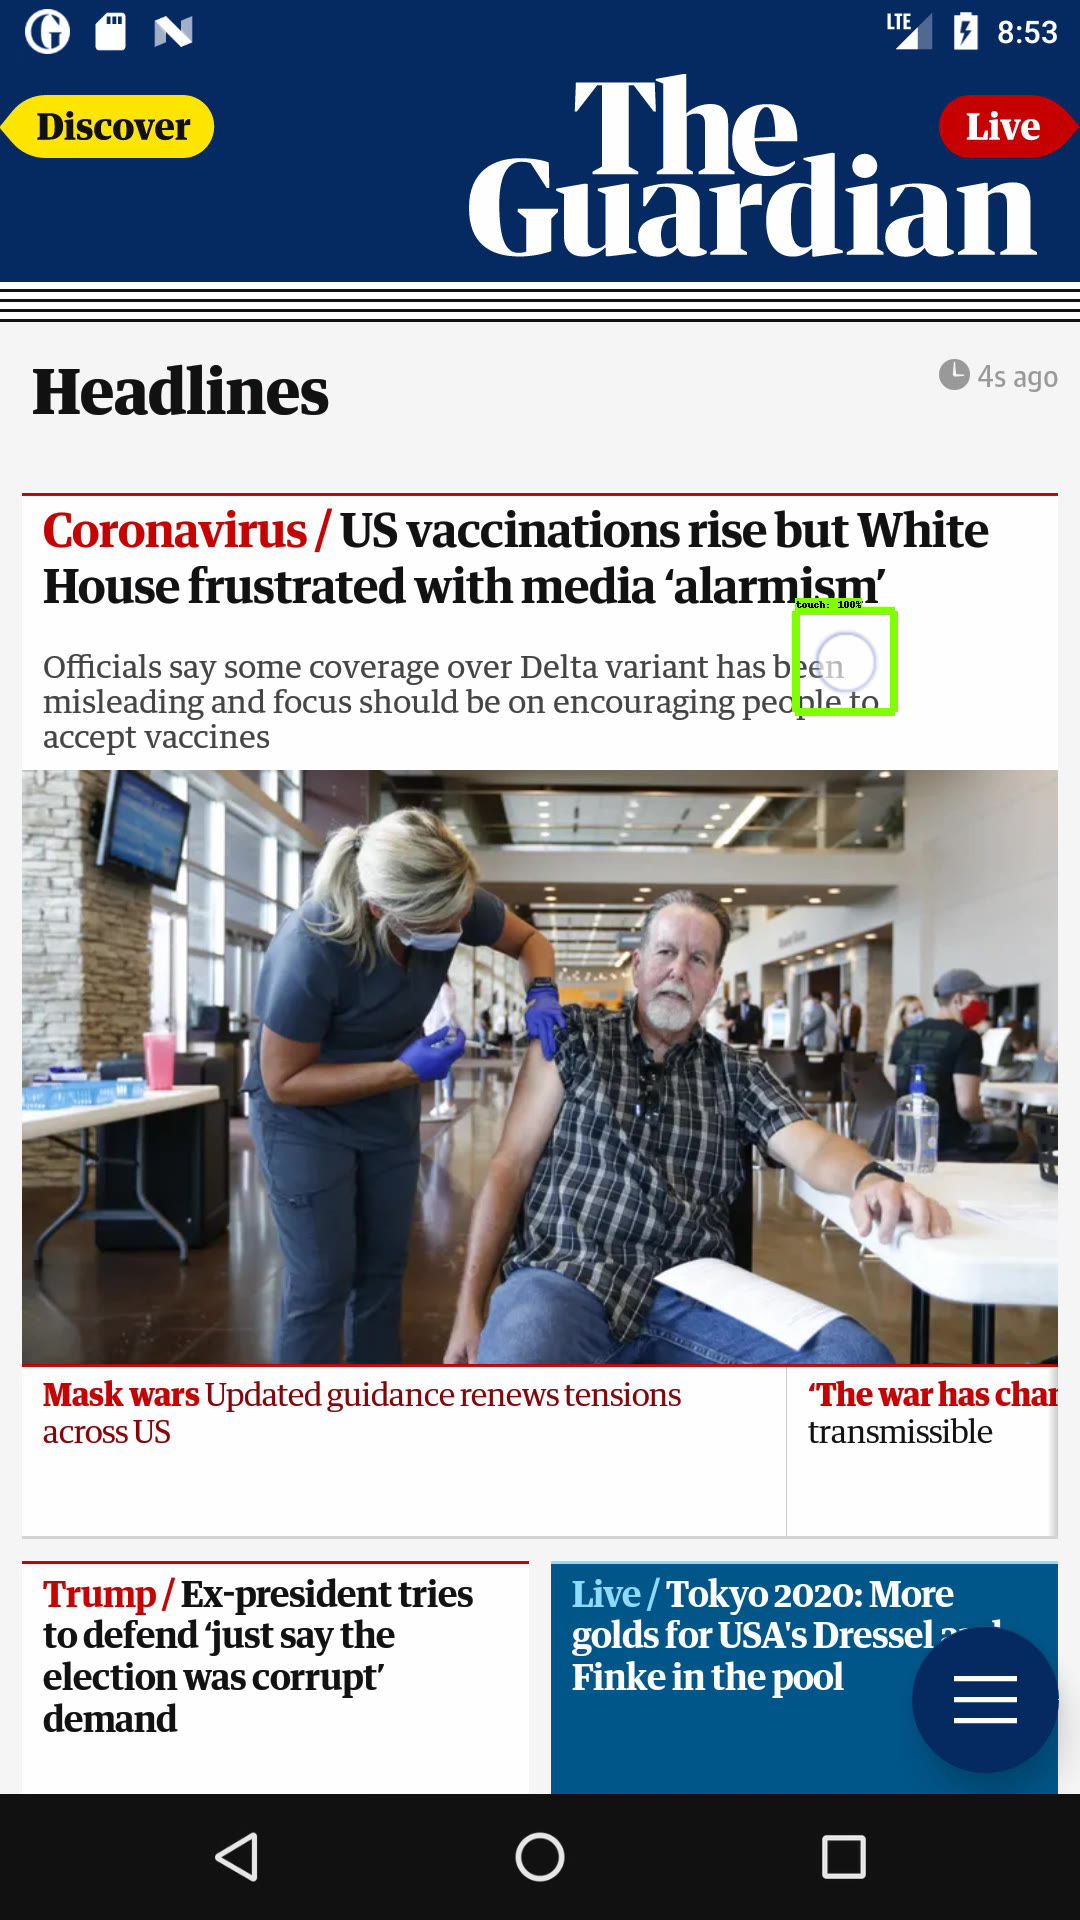 LTE 8:53
Discover
The
Guardian
Live
Headlines
4s ago
Coronavirus / US vaccinations rise but White
House frustrated with media ‘alarmism’
touch: 100%
Officials say some coverage over Delta variant has been
misleading and focus should be on encouraging people to
accept vaccines
Mask wars Updated guidance renews tensions
across US
‘The war has chan
transmissible
Trump / Ex-president tries
to defend ‘just say the
election was corrupt’
demand
Live / Tokyo 2020: More
golds for USA's Dressel and
Finke in the pool